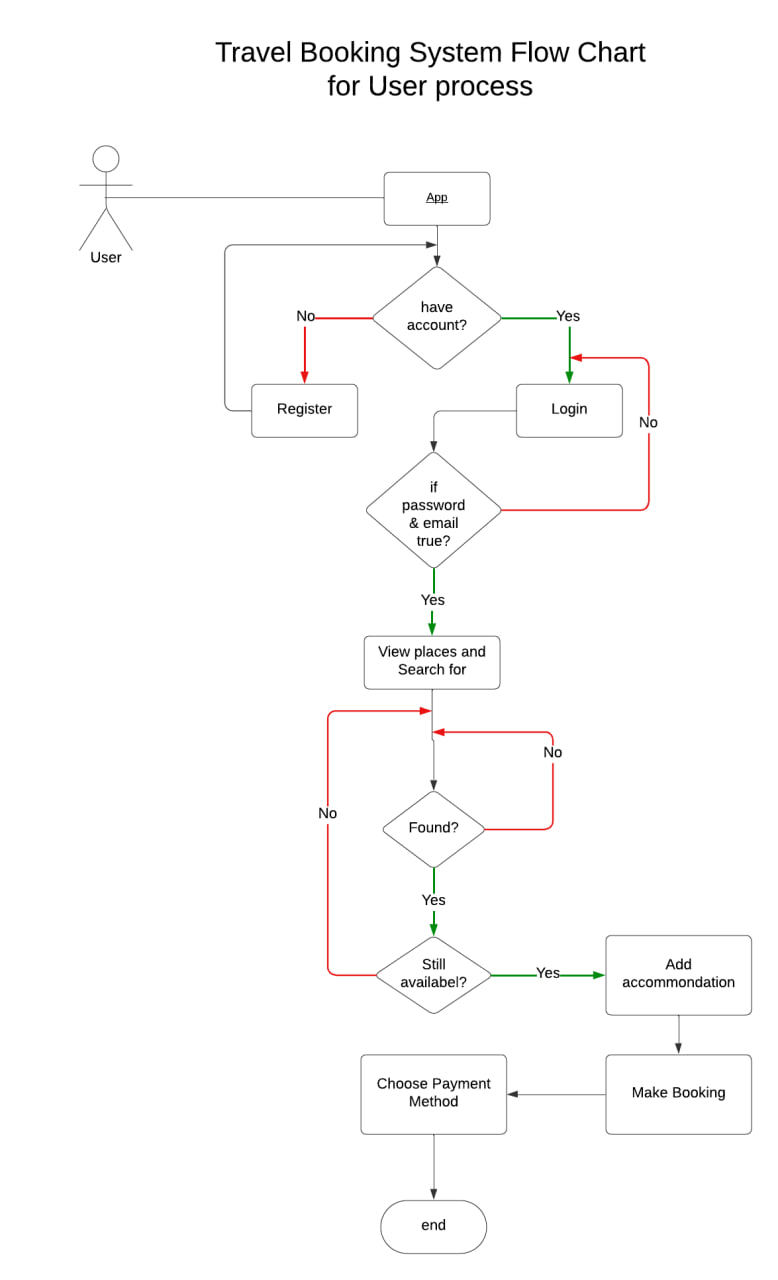 Travel Booking System Flow Chart
for User process
App
User
have
account?
No
Yes
Register
Login
No
if
password
& email
true?
Yes
View places and
Search for
No
No
Found?
Yes
Still
availabel?
Yes
Add
accommondation
Choose Payment
Method
Make Booking
end